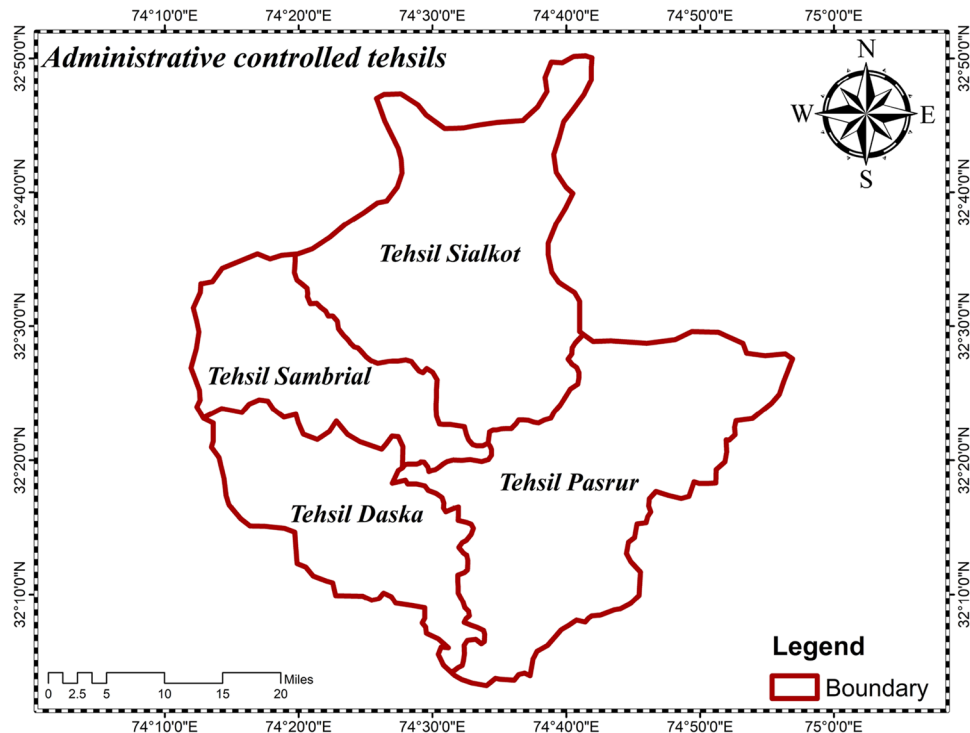 74°10'0"E 74°20'0"E 74°30'0"E 74°40'0"E 74°50'0"E 75°0'0"E
Administrative controlled tehsils
N
W E
S
32°50'0"N 32°50'0"N
32°40'0"N 32°40'0"N
Tehsil Sialkot
32°30'0"N 32°30'0"N
Tehsil Sambrial
32°20'0"N 32°20'0"N
Tehsil Pasrur
Tehsil Daska
32°10'0"N 32°10'0"N
Legend
Boundary
Miles
0 2.5 5 10 15 20
74°10'0"E 74°20'0"E 74°30'0"E 74°40'0"E 74°50'0"E 75°0'0"E